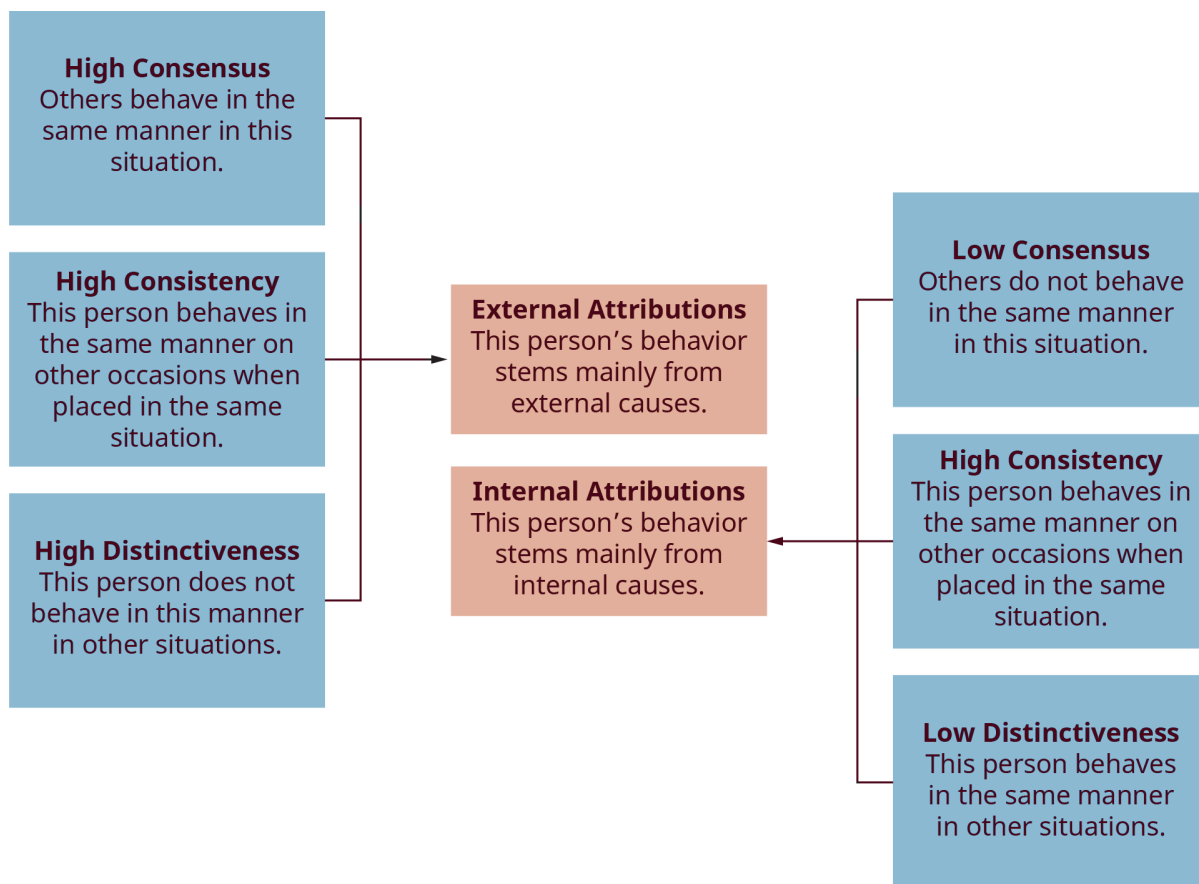 High Consensus
Others behave in the
same manner in this
situation.
High Consistency
This person behaves in
the same manner on
other occasions when
placed in the same
situation.
High Distinctiveness
This person does not
behave in this manner
in other situations.
External Attributions
This person’s behavior
stems mainly from
external causes.
Internal Attributions
This person’s behavior
stems mainly from
internal causes.
Low Consensus
Others do not behave
in the same manner
in this situation.
High Consistency
This person behaves in
the same manner on
other occasions when
placed in the same
situation.
Low Distinctiveness
This person behaves
in the same manner
in other situations.